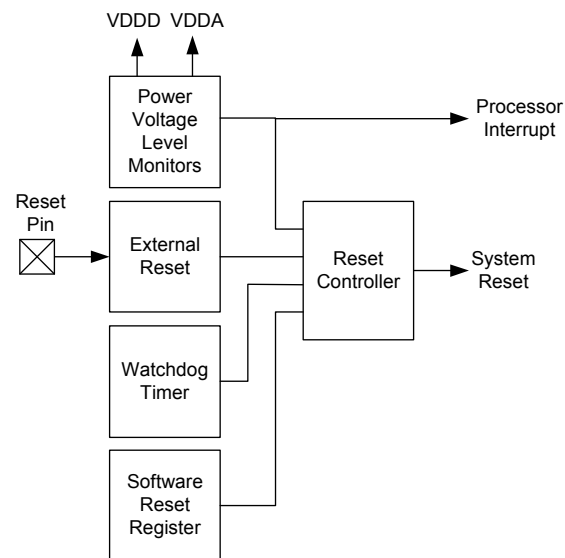 VDDD VDDA
Power
Voltage
Level
Monitors
Processor
Interrupt
Reset
Pin
External
Reset
Reset
Controller
System
Reset
Watchdog
Timer
Software
Reset
Register